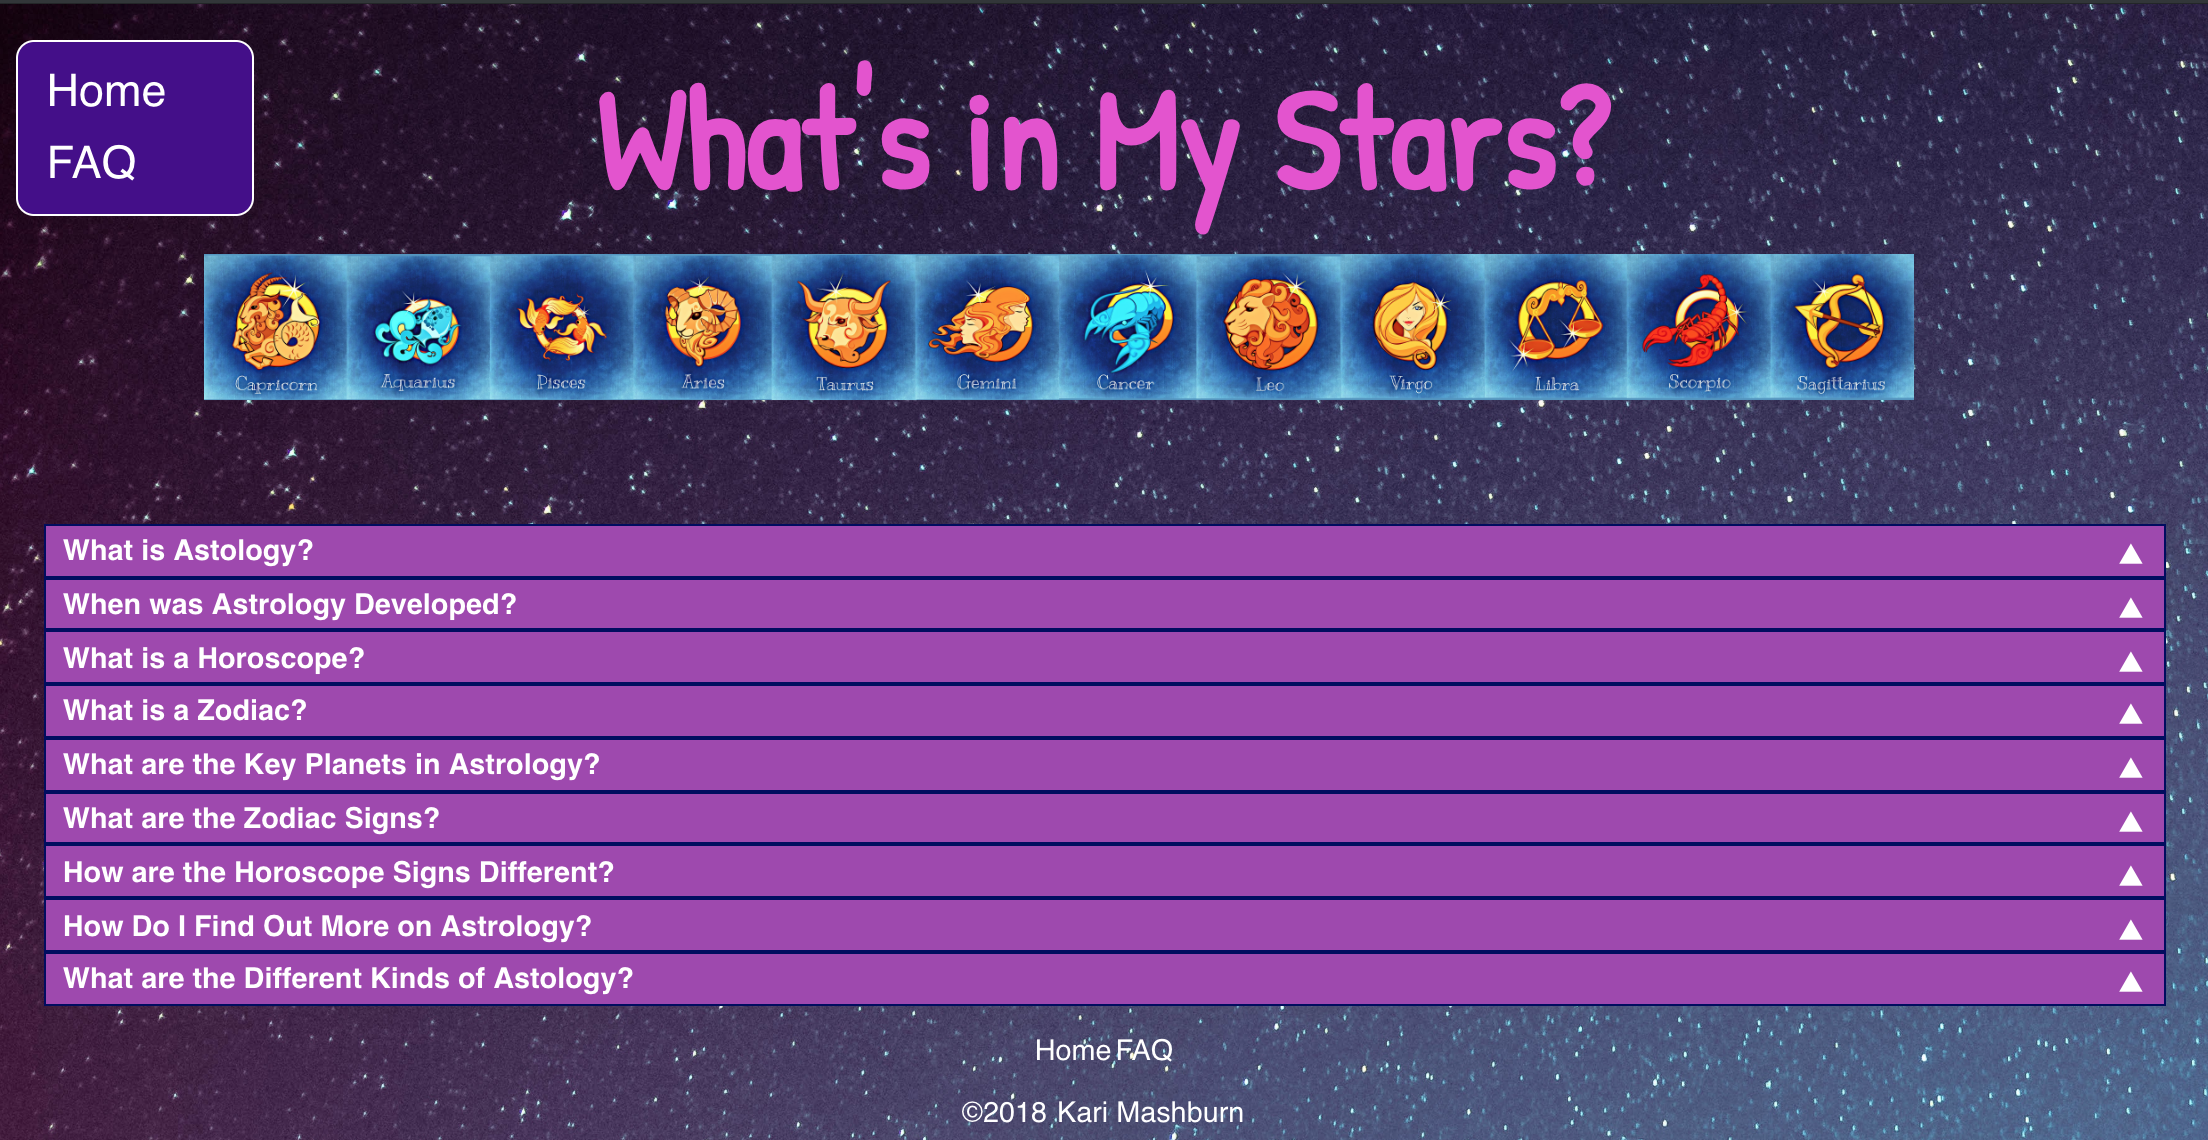 Home
FAQ
What's in My Stars?
Capricorn Aquarius Pisces Aries Taurus Gemini Cancer Leo Virgo Libra Scorpio Sagittarius
What is Astology?
When was Astrology Developed?
What is a Horoscope?
What is a Zodiac?
What are the Key Planets in Astrology?
What are the Zodiac Signs?
How are the Horoscope Signs Different?
How Do I Find Out More on Astrology?
What are the Different Kinds of Astology?
Home FAQ
©2018 Kari Mashburn